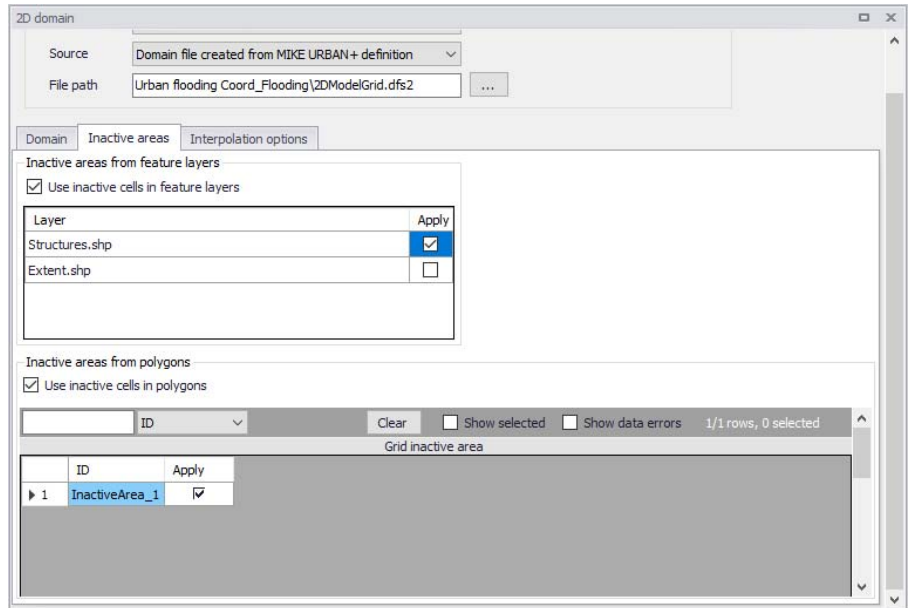 2D domain
Source Domain file created from MIKE URBAN+ definition
File path Urban flooding Coord_Flooding\2DModelGrid.dfs2 ...
Domain Inactive areas Interpolation options
Inactive areas from feature layers
Use inactive cells in feature layers
Layer Apply
Structures.shp
Extent.shp
Inactive areas from polygons
Use inactive cells in polygons
ID Clear Show selected Show data errors 1/1 rows, 0 selected
Grid inactive area
ID Apply
1 InactiveArea_1